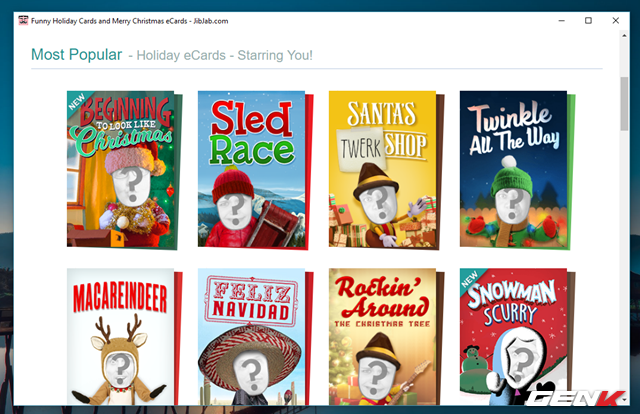 Funny Holiday Cards and Merry Christmas eCards - JibJab.com
Most Popular - Holiday eCards - Starring You!
NEW
BEGINNING
TO LOOK LIKE
Christmas
Sled
Race
SANTA'S
TWERK SHOP
Twinkle
All The Way
MACAREINDEER
FELIZ
NAVIDAD
Rockin'
Around
THE CHRISTMAS TREE
NEW
SNOWMAN
SCURRY
?
?
?
?
?
?
?
?
GENK